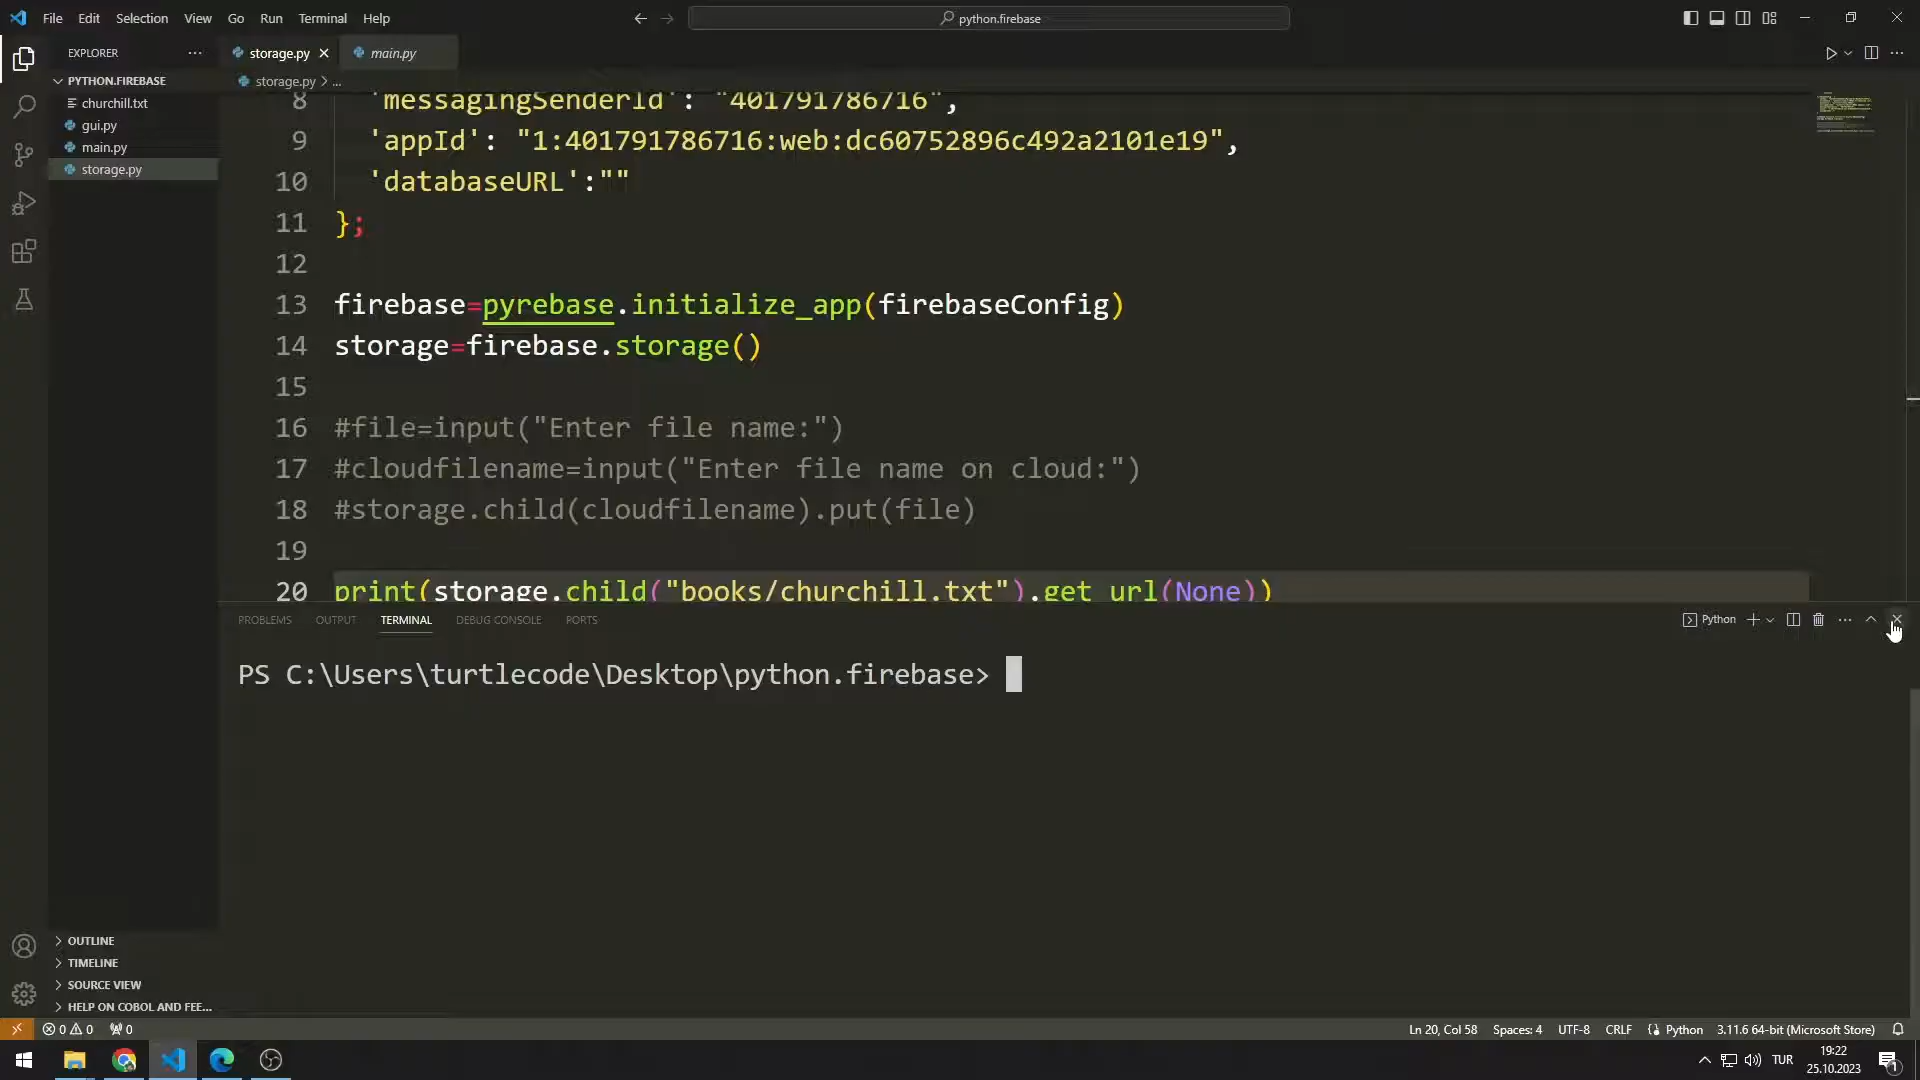 File Edit Selection View Go Run Terminal Help
python.firebase
EXPLORER
storage.py
main.py
PYTHON.FIREBASE
storage.py > ...
churchill.txt
gui.py
main.py
storage.py
8 'messagingSenderId': "401791786716",
9 'appId': "1:401791786716:web:dc60752896c492a2101e19",
10 'databaseURL':""
11 };
12
13 firebase=pyrebase.initialize_app(firebaseConfig)
14 storage=firebase.storage()
15
16 #file=input("Enter file name:")
17 #cloudfilename=input("Enter file name on cloud:")
18 #storage.child(cloudfilename).put(file)
19
20 print(storage.child("books/churchill.txt").get_url(None))
PROBLEMS OUTPUT TERMINAL DEBUG CONSOLE PORTS
Python
PS C:\Users\turtlecode\Desktop\python.firebase>
OUTLINE
TIMELINE
SOURCE VIEW
HELP ON COBOL AND FEE...
0 0 0
Ln 20, Col 58 Spaces: 4 UTF-8 CRLF Python 3.11.6 64-bit (Microsoft Store)
TUR
19:22
25.10.2023
1